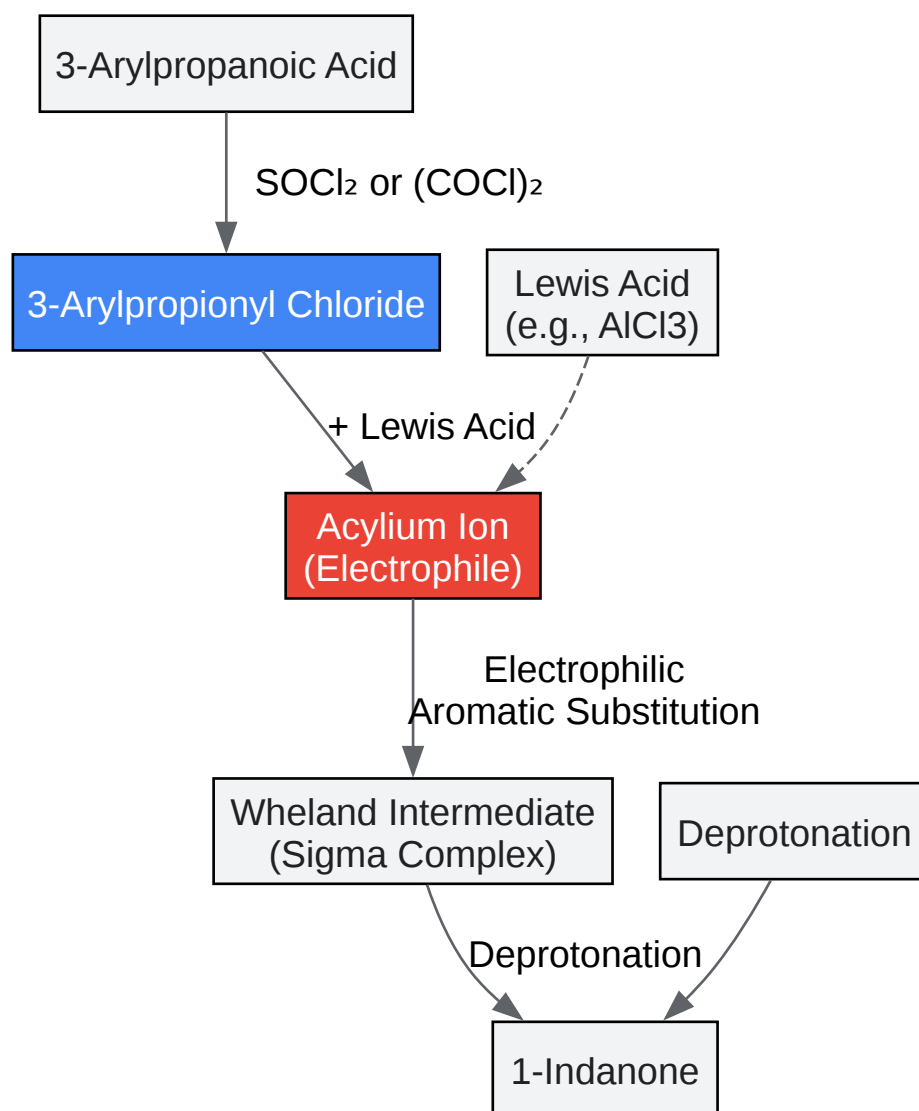 3-Arylpropanoic Acid
SOCl₂ or (COCl)₂
3-Arylpropionyl Chloride
Lewis Acid
(e.g., AlCl3)
+ Lewis Acid
Acylium Ion
(Electrophile)
Electrophilic
Aromatic Substitution
Wheland Intermediate
(Sigma Complex)
Deprotonation
Deprotonation
1-Indanone